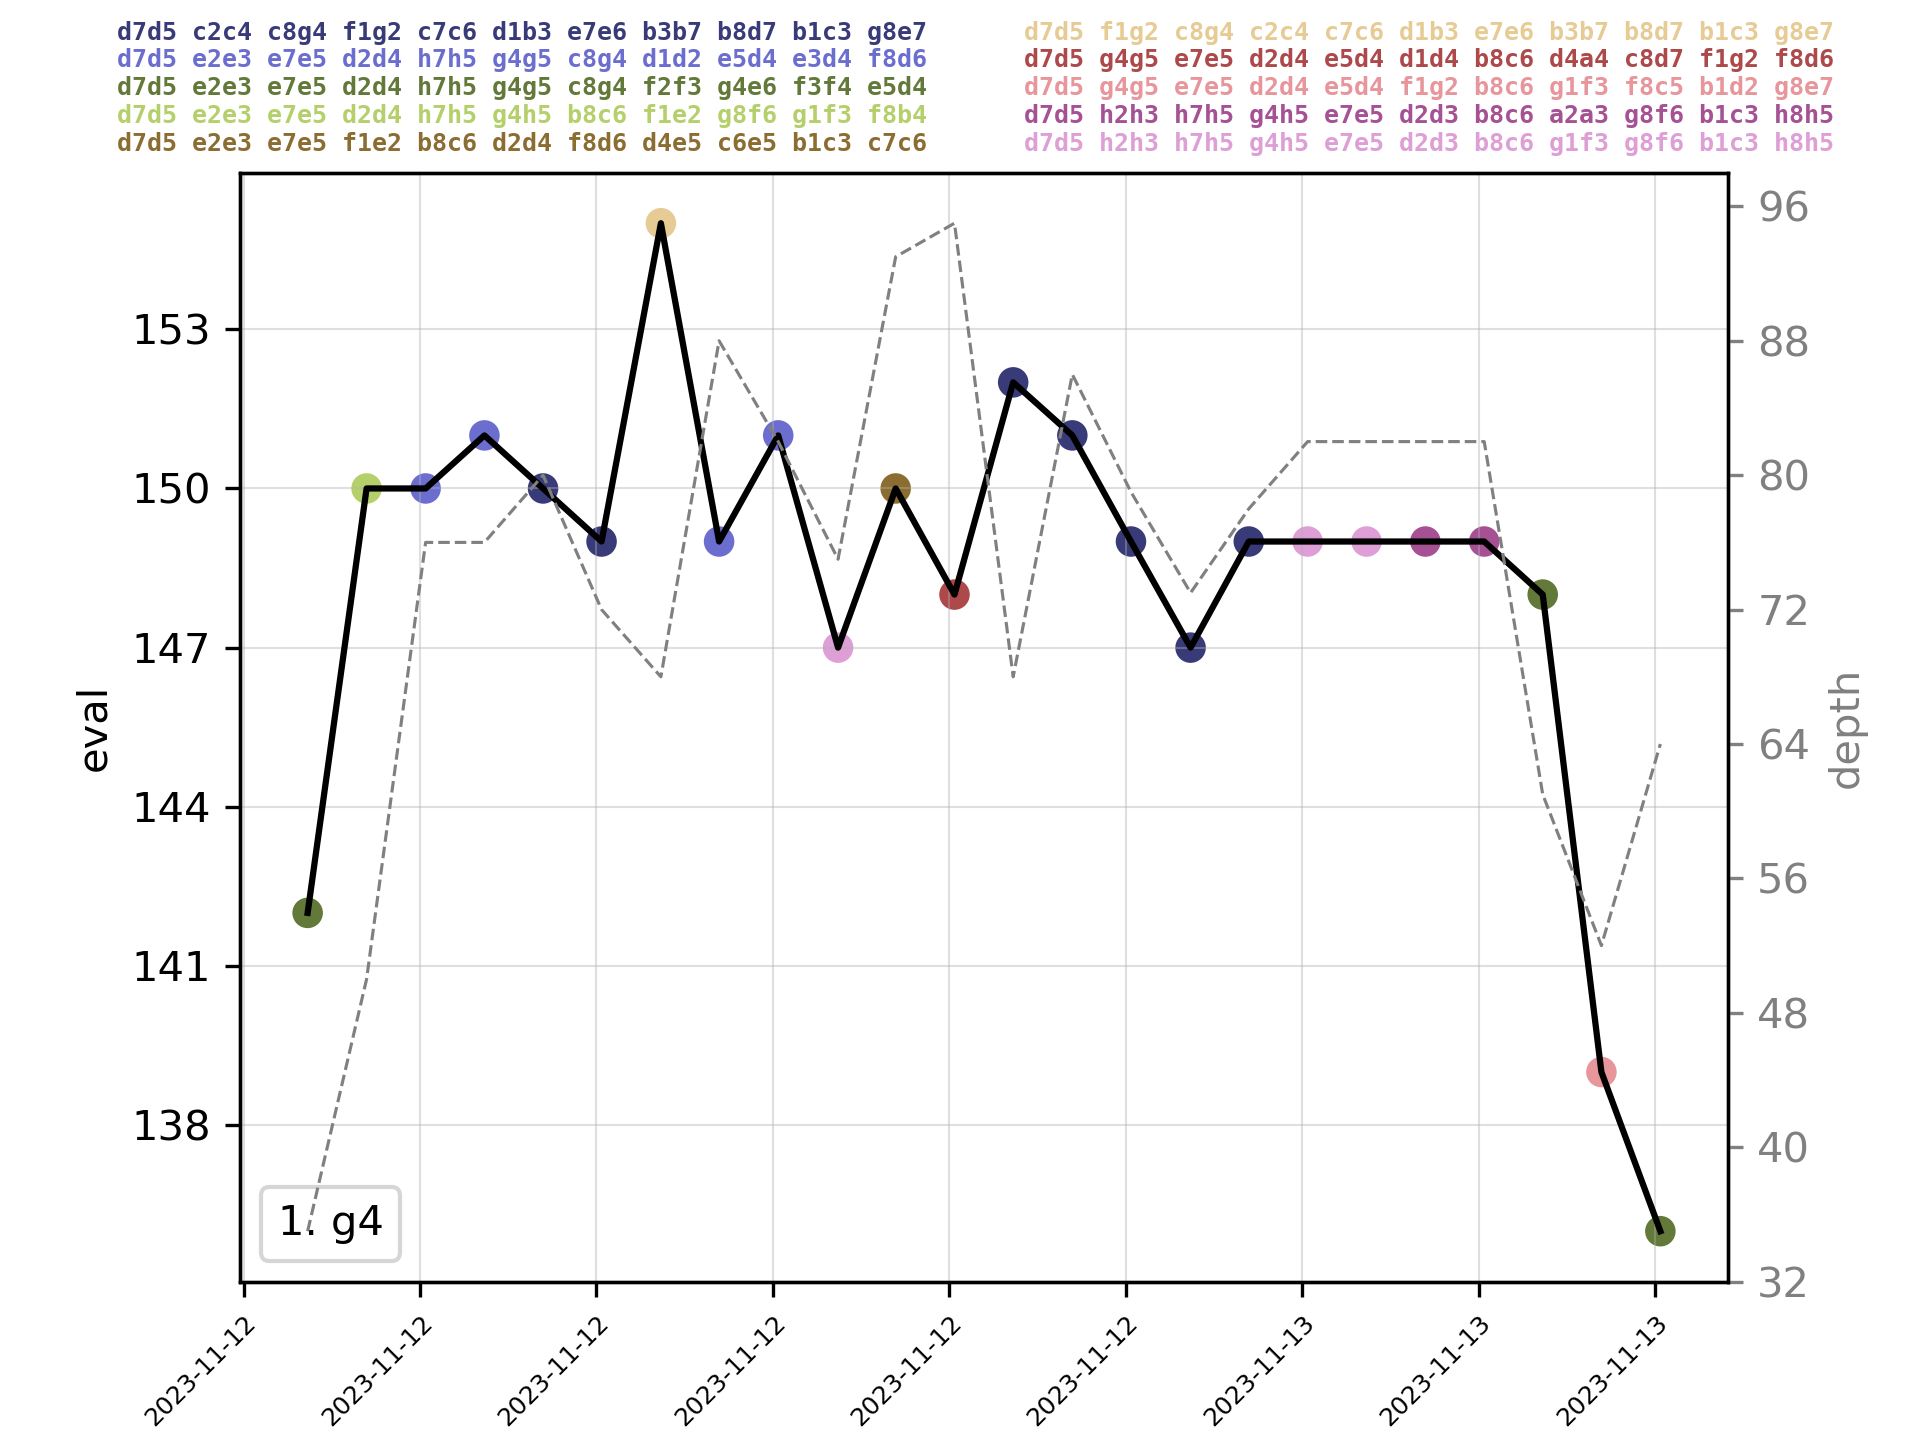 d7d5 c2c4 c8g4 f1g2 c7c6 d1b3 e7e6 b3b7 b8d7 b1c3 g8e7
d7d5 e2e3 e7e5 d2d4 h7h5 g4g5 c8g4 d1d2 e5d4 e3d4 f8d6
d7d5 e2e3 e7e5 d2d4 h7h5 g4g5 c8g4 f2f3 g4e6 f3f4 e5d4
d7d5 e2e3 e7e5 d2d4 h7h5 g4h5 b8c6 f1e2 g8f6 g1f3 f8b4
d7d5 e2e3 e7e5 f1e2 b8c6 d2d4 f8d6 d4e5 c6e5 b1c3 c7c6
d7d5 f1g2 c8g4 c2c4 c7c6 d1b3 e7e6 b3b7 b8d7 b1c3 g8e7
d7d5 g4g5 e7e5 d2d4 e5d4 d1d4 b8c6 d4a4 c8d7 f1g2 f8d6
d7d5 g4g5 e7e5 d2d4 e5d4 f1g2 b8c6 g1f3 f8c5 b1d2 g8e7
d7d5 h2h3 h7h5 g4h5 e7e5 d2d3 b8c6 a2a3 g8f6 b1c3 h8h5
d7d5 h2h3 h7h5 g4h5 e7e5 d2d3 b8c6 g1f3 g8f6 b1c3 h8h5
153
150
147
144
141
138
eval
96
88
80
72
64
56
48
40
32
depth
1. g4
2023-11-12
2023-11-12
2023-11-12
2023-11-12
2023-11-12
2023-11-12
2023-11-13
2023-11-13
2023-11-13